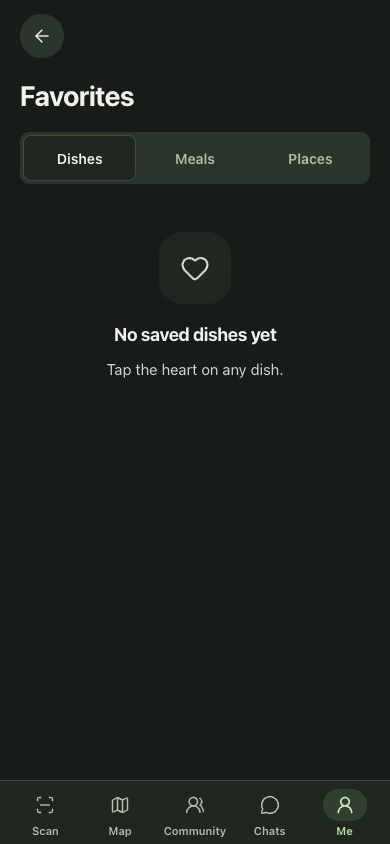 Favorites
Dishes
Meals
Places
No saved dishes yet
Tap the heart on any dish.
Scan
Map
Community
Chats
Me